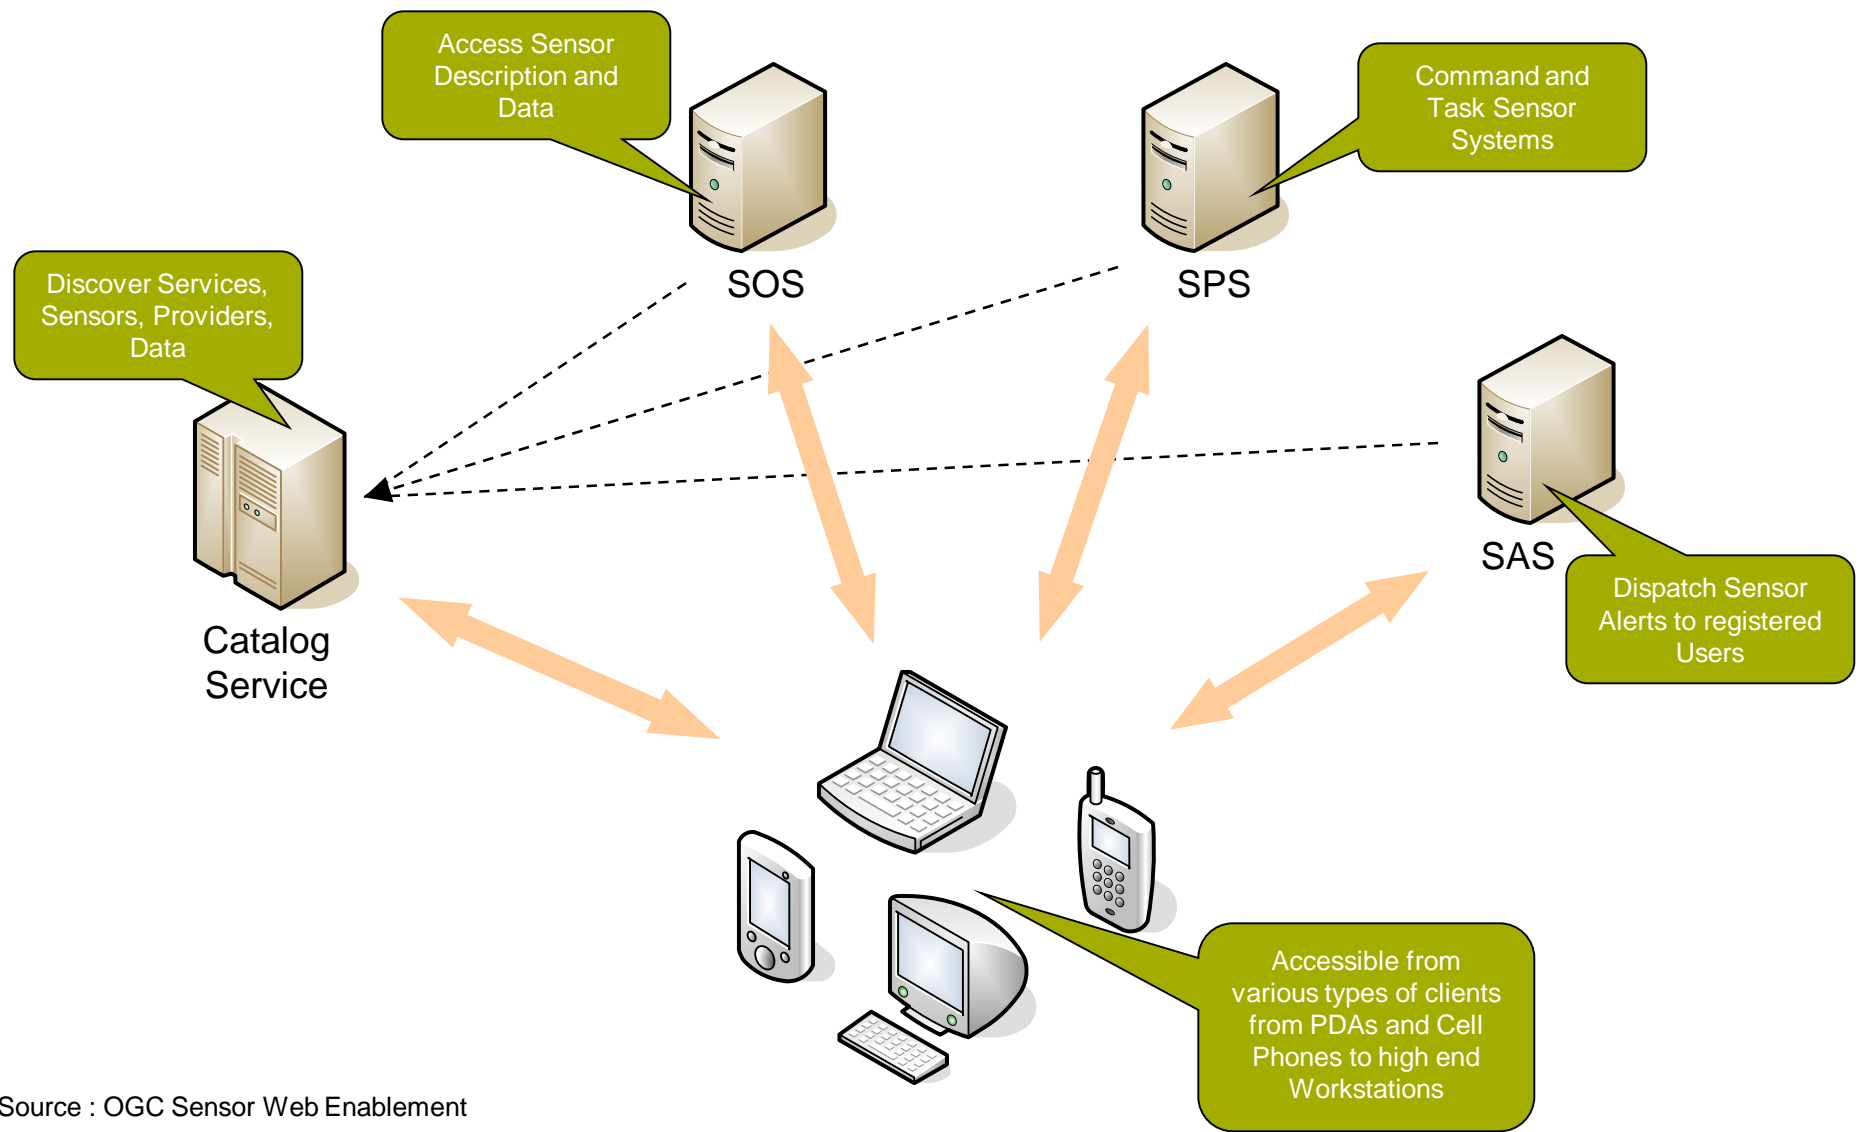 Access Sensor
Description and
Data
Command and
Task Sensor
Systems
SOS
SPS
Discover Services,
Sensors, Providers,
Data
SAS
Dispatch Sensor
Alerts to registered
Users
Catalog
Service
Accessible from
various types of clients
from PDAs and Cell
Phones to high end
Workstations
Source : OGC Sensor Web Enablement